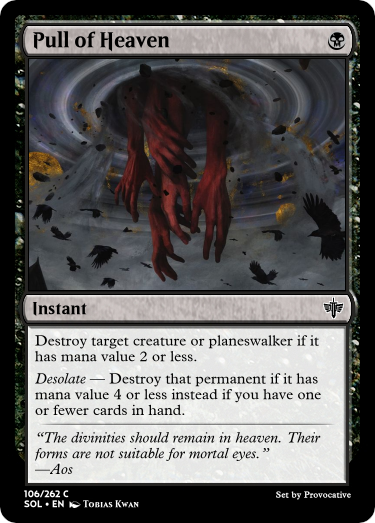 Pull of Heaven
Instant
Destroy target creature or planeswalker if it
has mana value 2 or less.
Desolate — Destroy that permanent if it has
mana value 4 or less instead if you have one
or fewer cards in hand.
“The divinities should remain in heaven. Their
forms are not suitable for mortal eyes.”
—Aos
106/262 C
SOL • EN Tobias Kwan
Set by Provocative